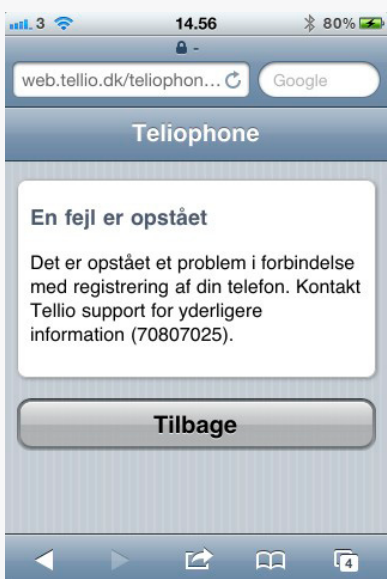 3 14.56 80%
-
web.tellio.dk/teliophon... Google
Teliophone
En fejl er opstået
Det er opstået et problem i forbindelse
med registrering af din telefon. Kontakt
Tellio support for yderligere
information (70807025).
Tilbage
4